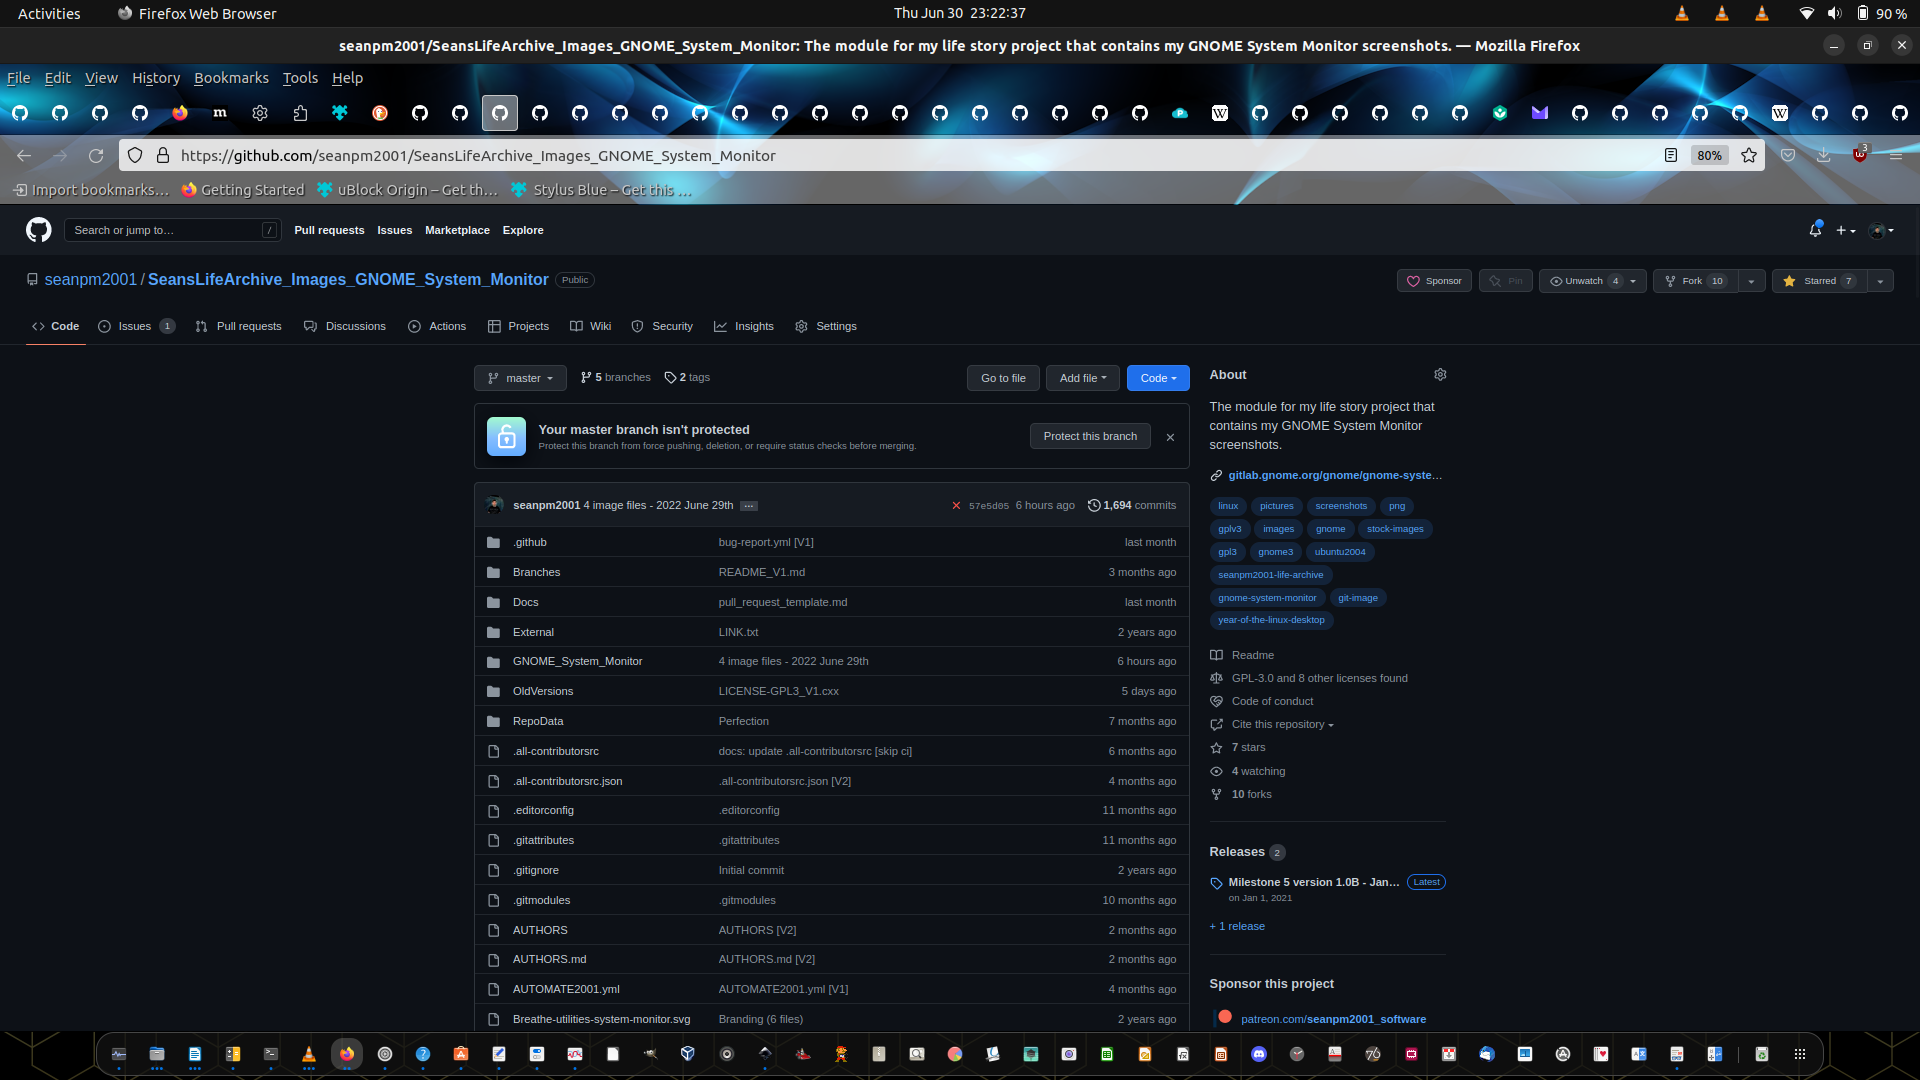 Activities Firefox Web Browser Thu Jun 30 23:22:37 90 %
seanpm2001/SeansLifeArchive_Images_GNOME_System_Monitor: The module for my life story project that contains my GNOME System Monitor screenshots. — Mozilla Firefox
File Edit View History Bookmarks Tools Help
https://github.com/seanpm2001/SeansLifeArchive_Images_GNOME_System_Monitor 80% 3
Import bookmarks… Getting Started uBlock Origin – Get th… Stylus Blue – Get this …
Search or jump to… / Pull requests Issues Marketplace Explore
seanpm2001 / SeansLifeArchive_Images_GNOME_System_Monitor Public Sponsor Pin Unwatch 4 Fork 10 Starred 7
Code Issues 1 Pull requests Discussions Actions Projects Wiki Insights Security Settings
master 5 branches 2 tags Go to file Add file Code
Your master branch isn't protected
Protect this branch from force pushing, deletion, or require status checks before merging.
Protect this branch
seanpm2001 4 image files - 2022 June 29th ... 57e5d05 6 hours ago 1,694 commits
.github bug-report.yml [V1] last month
Branches README_V1.md 3 months ago
Docs pull_request_template.md last month
External LINK.txt 2 years ago
GNOME_System_Monitor 4 image files - 2022 June 29th 6 hours ago
OldVersions LICENSE-GPL3_V1.cxx 5 days ago
RepoData Perfection 7 months ago
.all-contributorsrc docs: update .all-contributorsrc [skip ci] 6 months ago
.all-contributorsrc.json .all-contributorsrc.json [V2] 4 months ago
.editorconfig .editorconfig 11 months ago
.gitattributes .gitattributes 11 months ago
.gitignore Initial commit 2 years ago
.gitmodules .gitmodules 10 months ago
AUTHORS AUTHORS [V2] 2 months ago
AUTHORS.md AUTHORS.md [V2] 2 months ago
AUTOMATE2001.yml AUTOMATE2001.yml [V1] 4 months ago
Breathe-utilities-system-monitor.svg Branding (6 files) 2 years ago
About
The module for my life story project that
contains my GNOME System Monitor
screenshots.
gitlab.gnome.org/gnome/gnome-syste…
linux pictures screenshots png
gplv3 images gnome stock-images
gpl3 gnome3 ubuntu2004
seanpm2001-life-archive
gnome-system-monitor git-image
year-of-the-linux-desktop
Readme
GPL-3.0 and 8 other licenses found
Code of conduct
Cite this repository
7 stars
4 watching
10 forks
Releases 2
Milestone 5 version 1.0B - Jan… Latest
on Jan 1, 2021
+ 1 release
Sponsor this project
patreon.com/seanpm2001_software